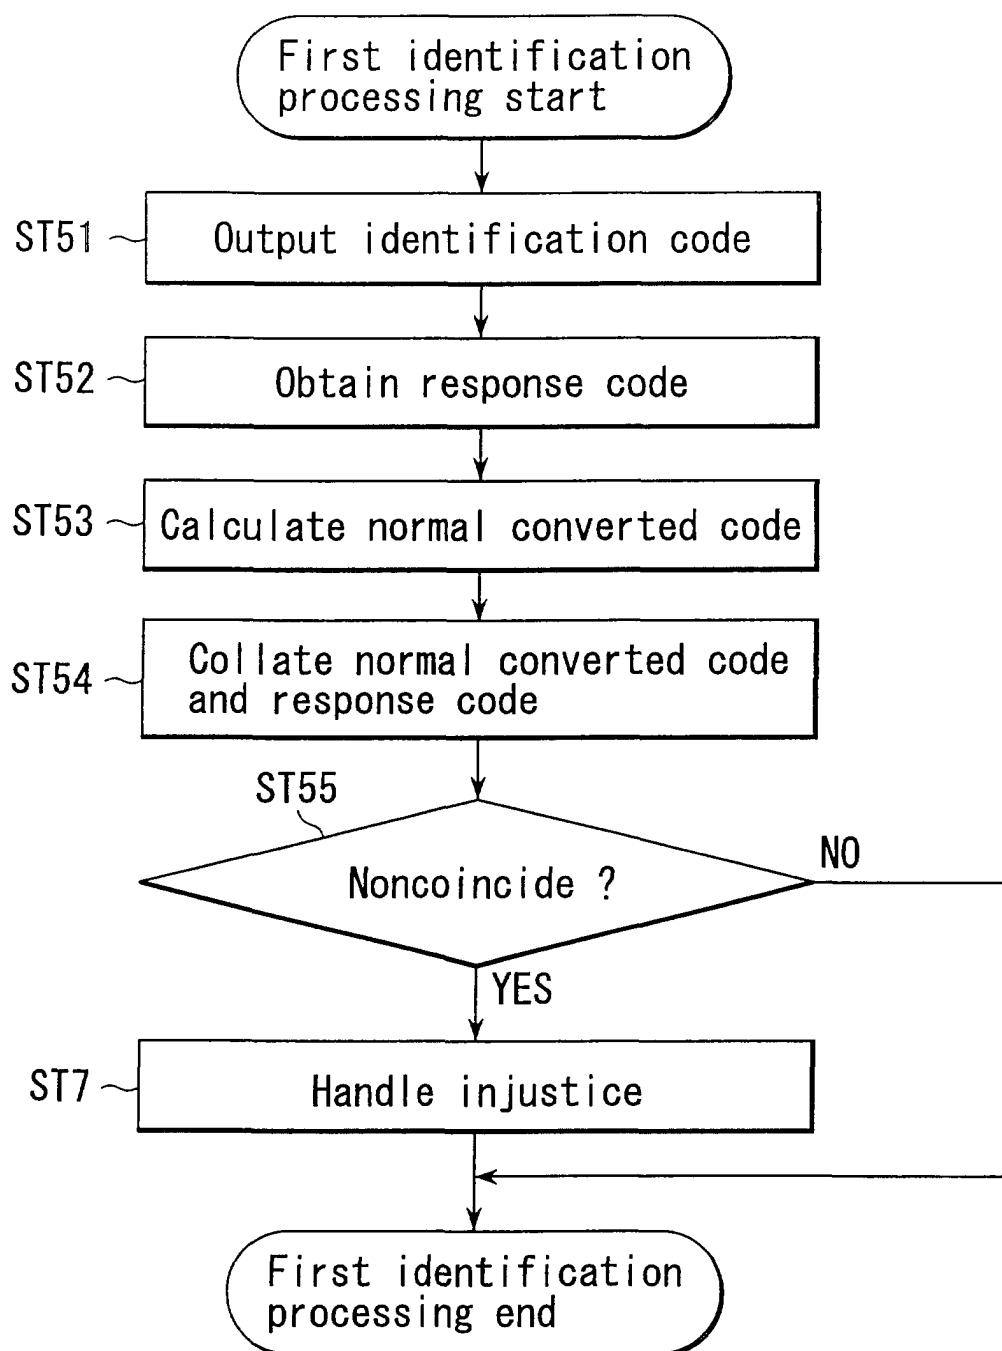 First identification
processing start
ST51
Output identification code
ST52
Obtain response code
ST53
Calculate normal converted code
ST54
Collate normal converted code
and response code
ST55
Noncoincide ?
NO
YES
ST7
Handle injustice
First identification
processing end